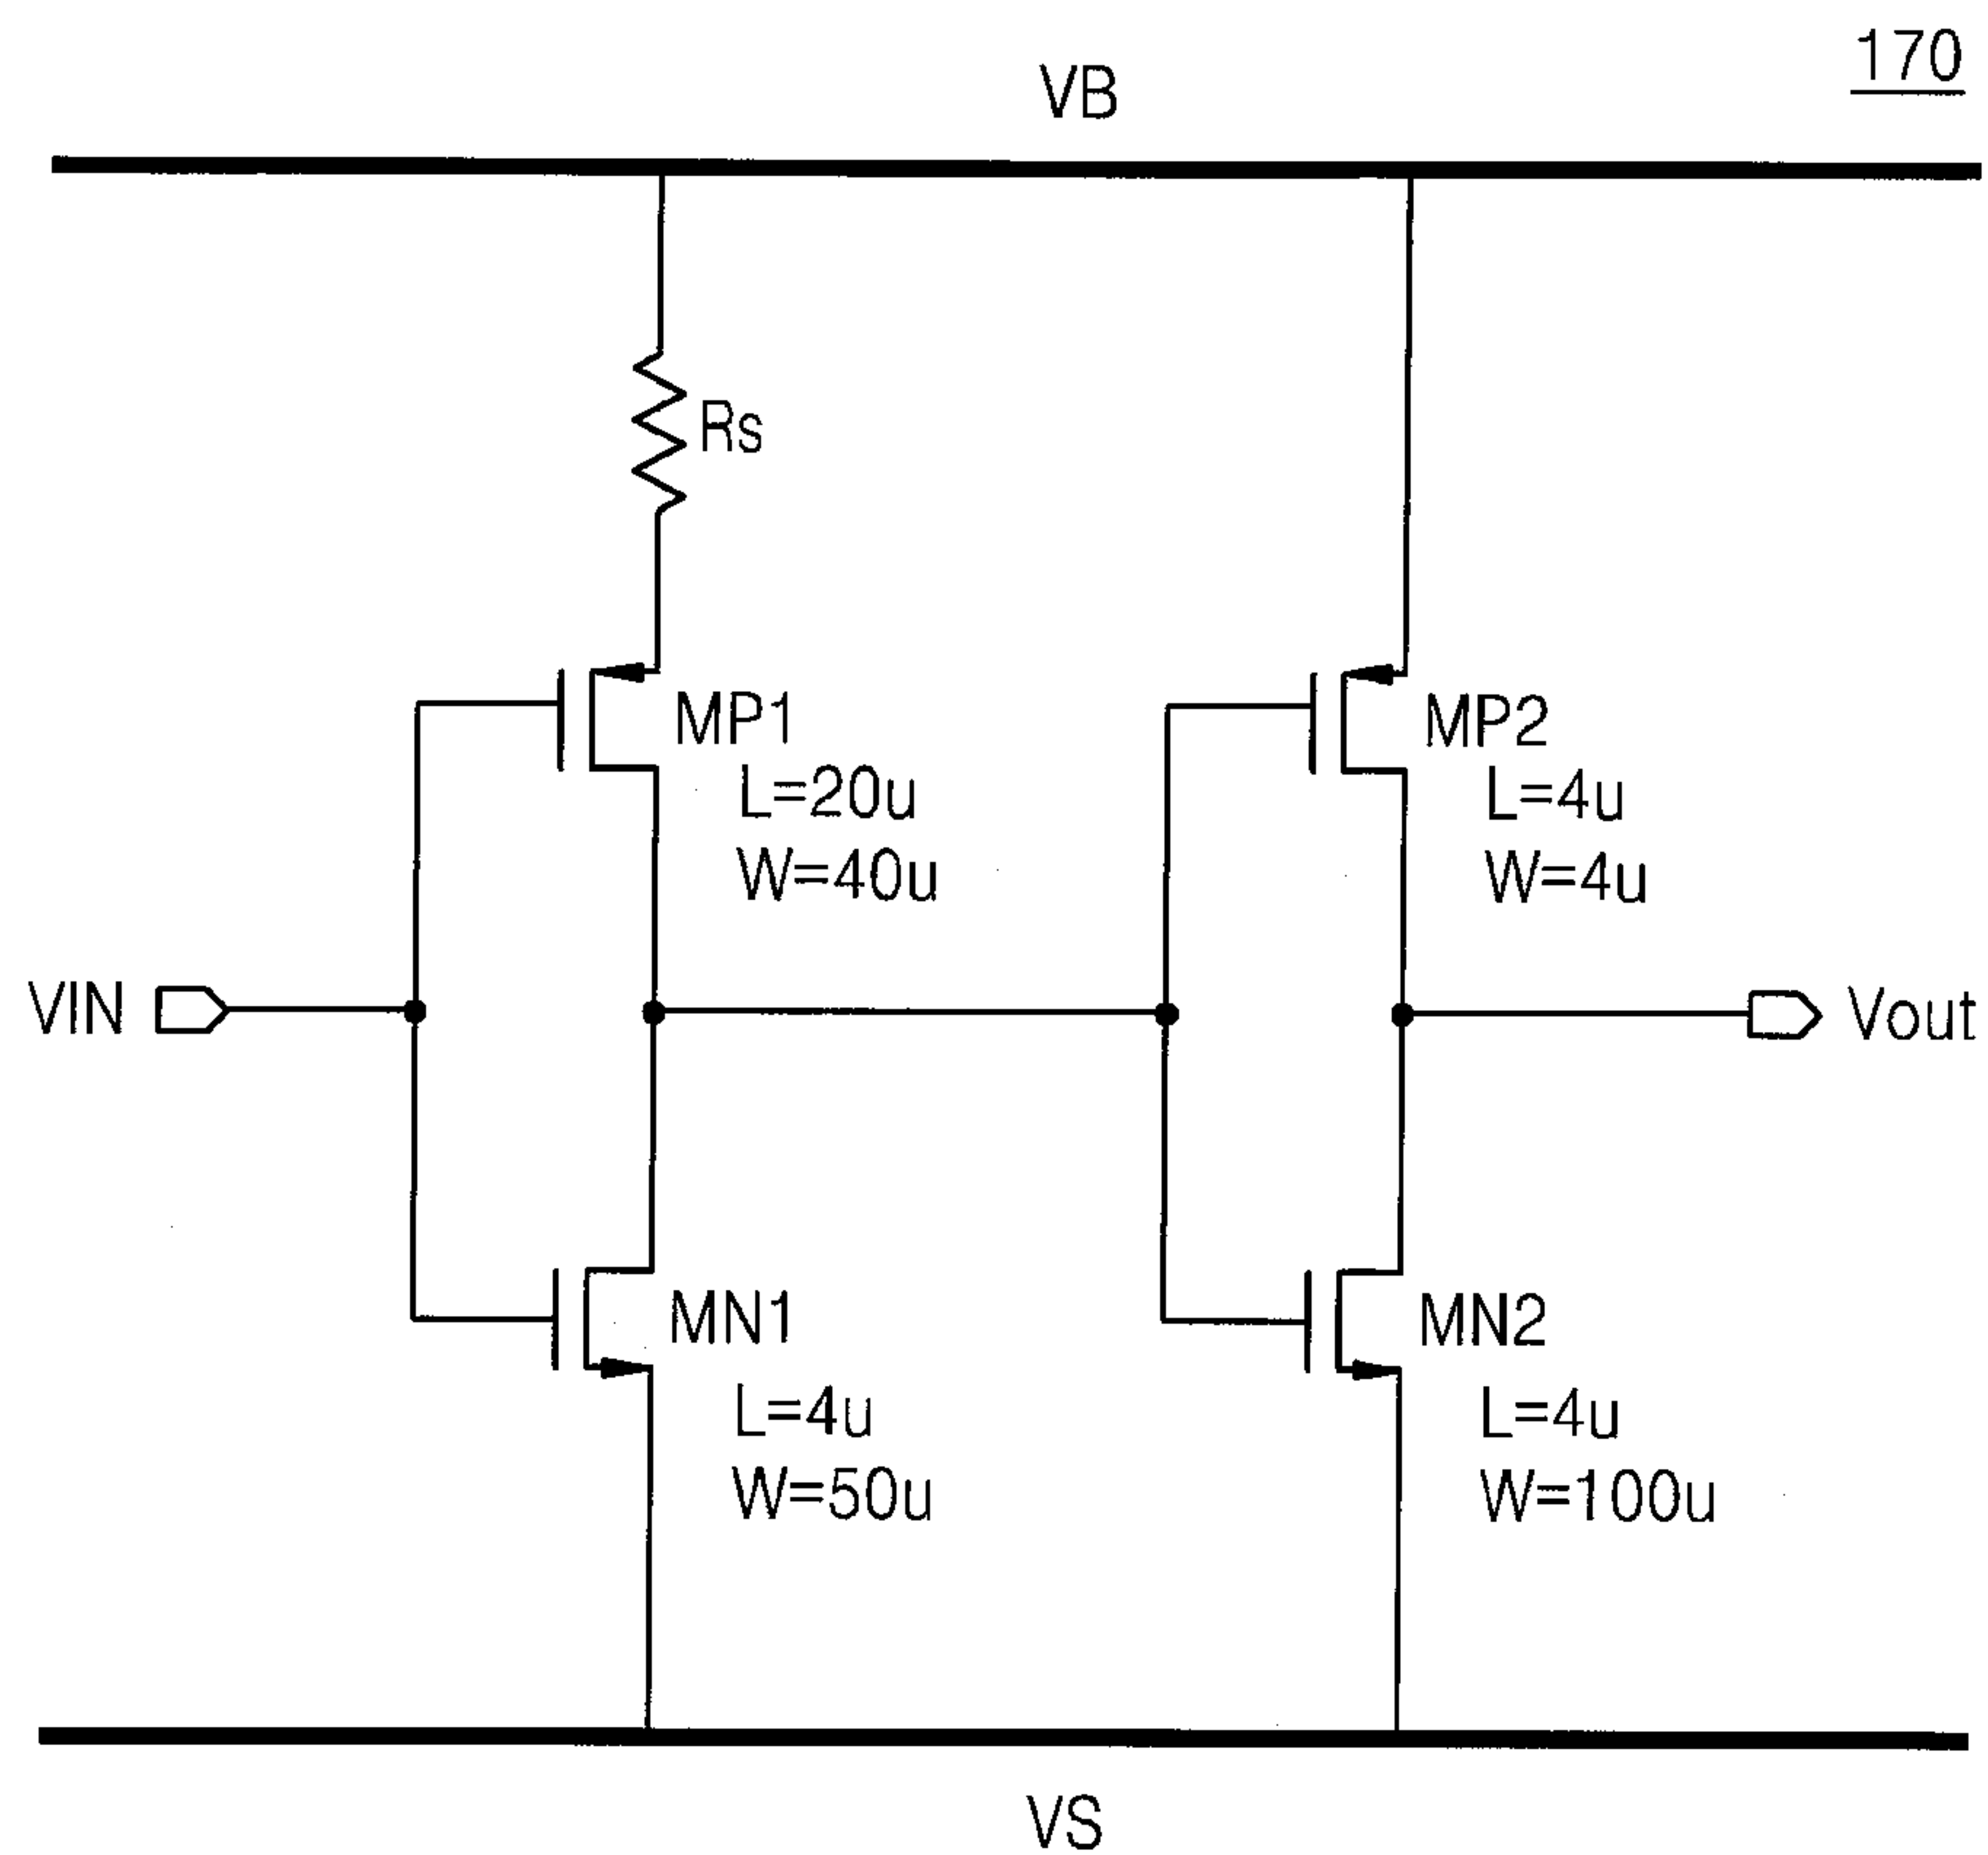 170
VB
Rs
MP1
L=20u
W=40u
MP2
L=4u
W=4u
VIN
Vout
MN1
L=4u
W=50u
MN2
L=4u
W=100u
VS